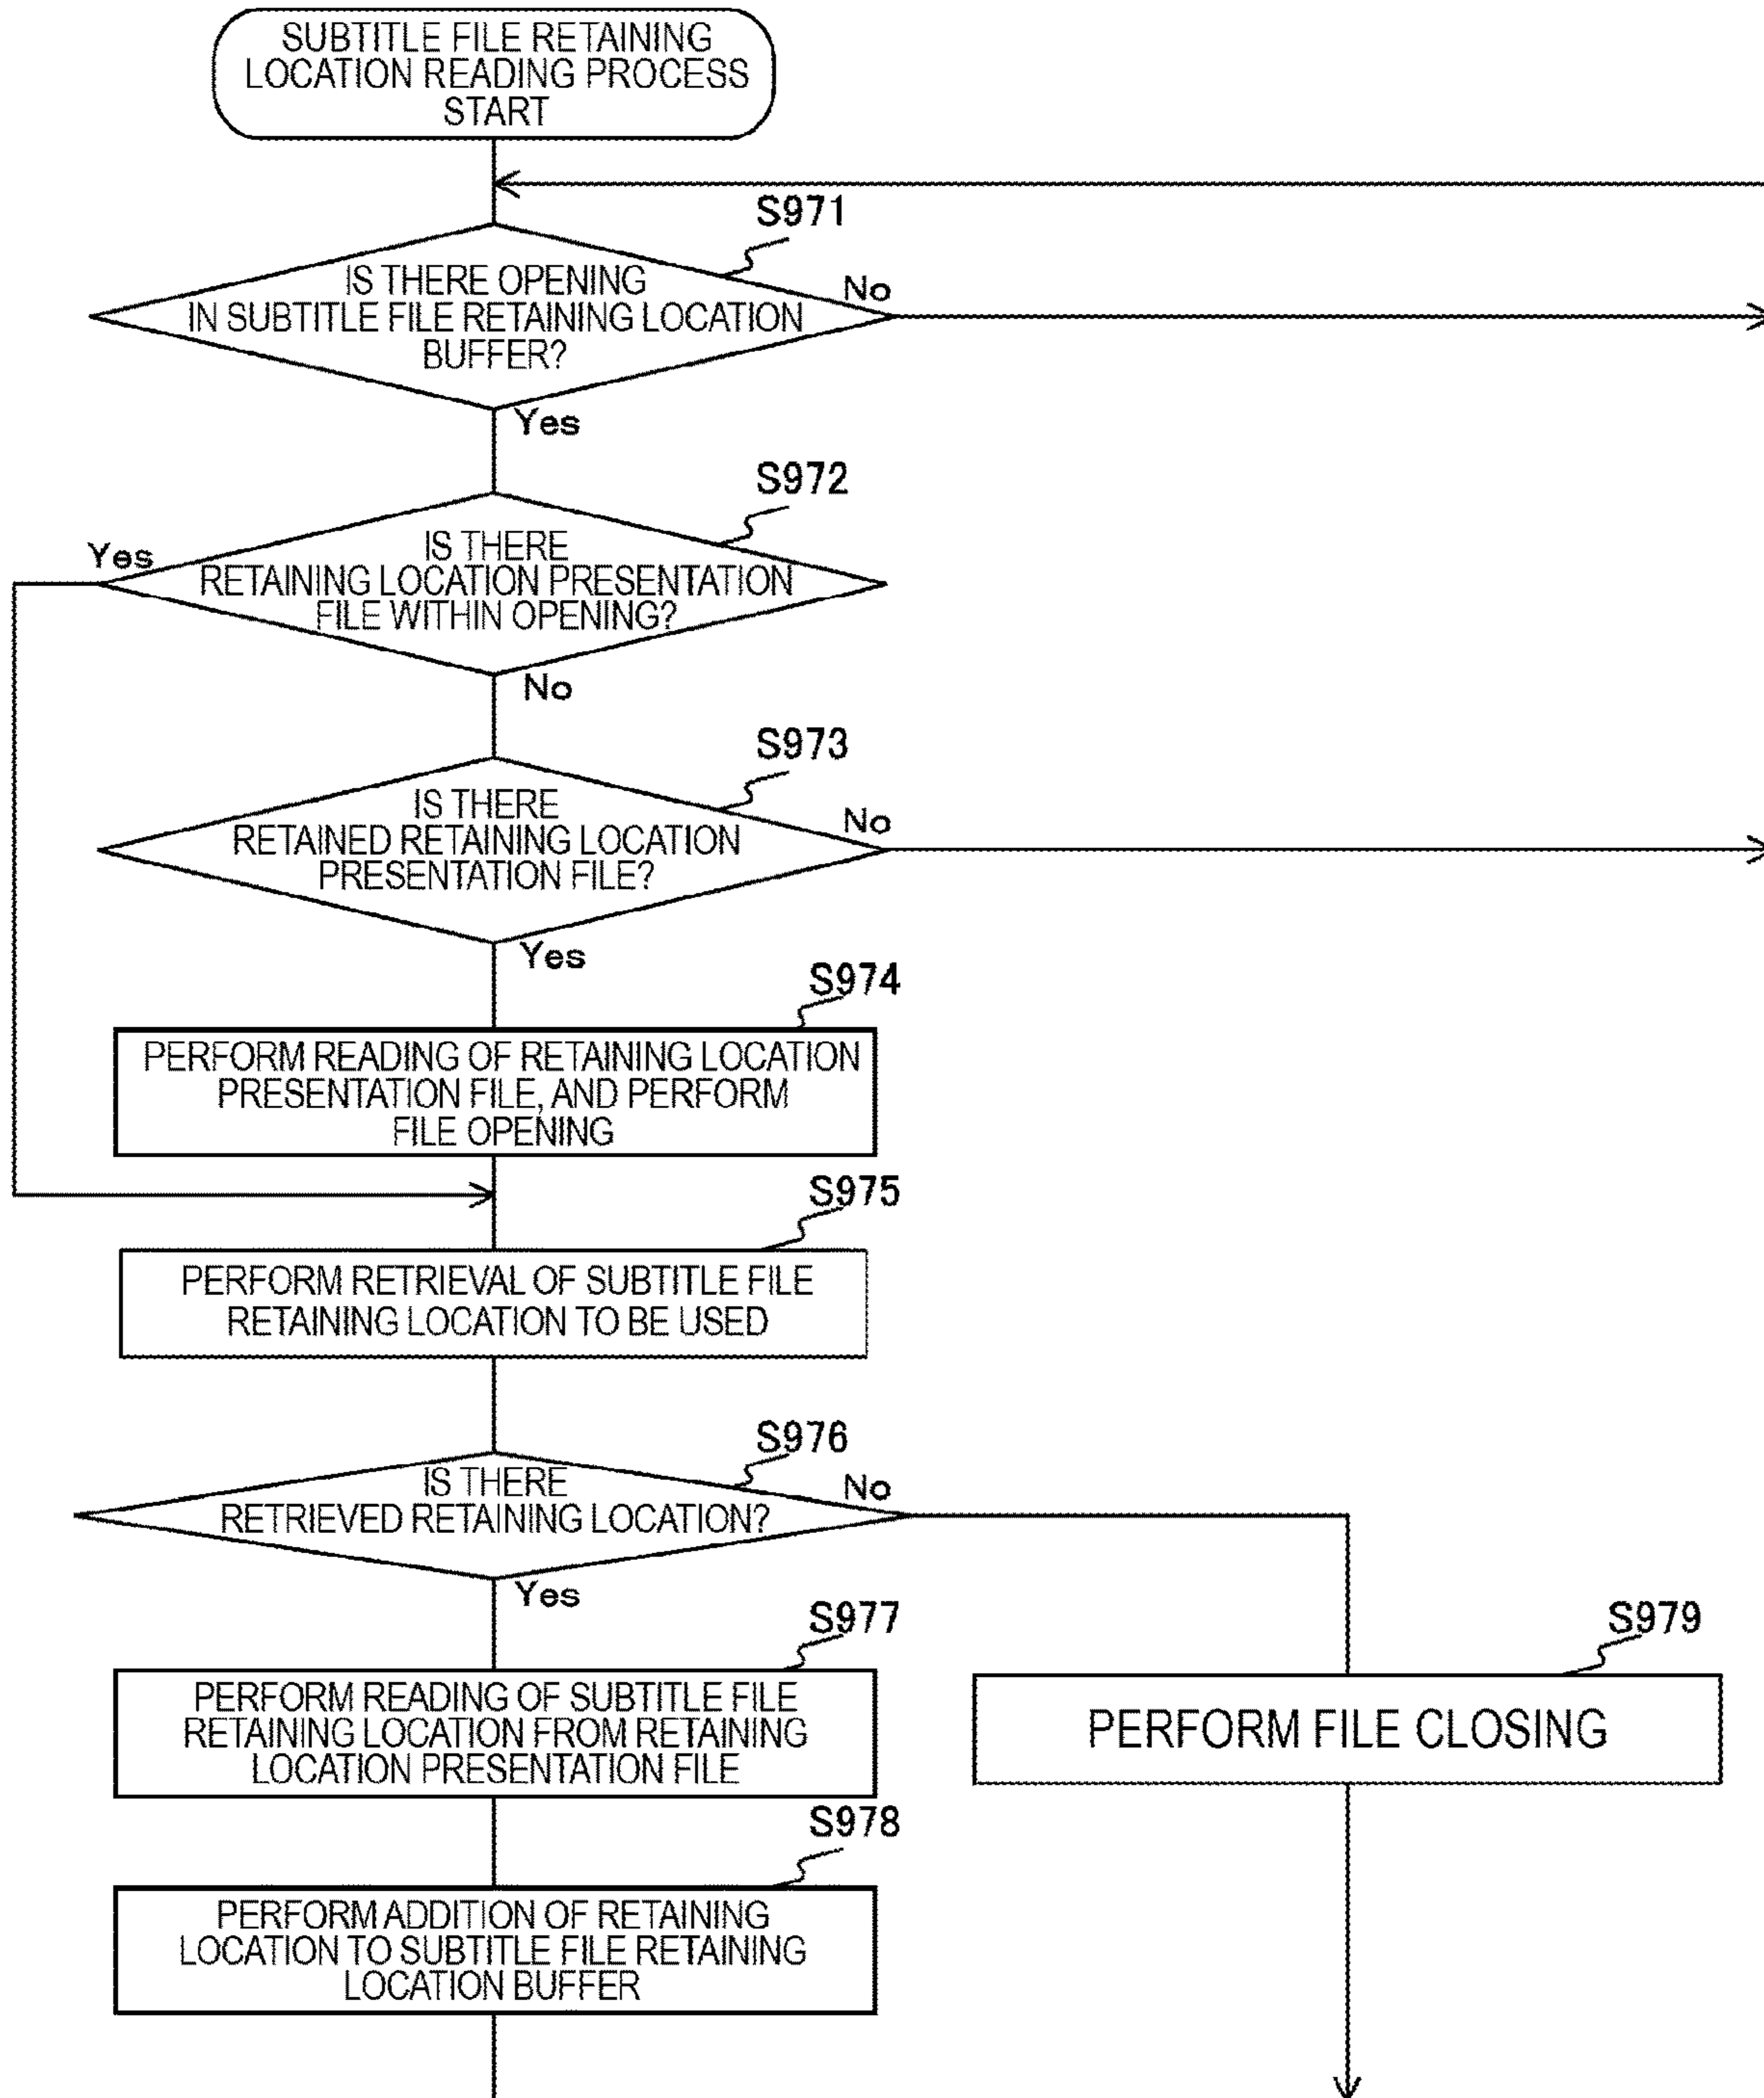 SUBTITLE FILE RETAINING
LOCATION READING PROCESS
START
S971
IS THERE OPENING
IN SUBTITLE FILE RETAINING LOCATION
BUFFER?
No
Yes
S972
IS THERE
RETAINING LOCATION PRESENTATION
FILE WITHIN OPENING?
Yes
No
S973
IS THERE
RETAINED RETAINING LOCATION
PRESENTATION FILE?
No
Yes
S974
PERFORM READING OF RETAINING LOCATION
PRESENTATION FILE, AND PERFORM
FILE OPENING
S975
PERFORM RETRIEVAL OF SUBTITLE FILE
RETAINING LOCATION TO BE USED
S976
IS THERE
RETRIEVED RETAINING LOCATION?
No
Yes
S977
PERFORM READING OF SUBTITLE FILE
RETAINING LOCATION FROM RETAINING
LOCATION PRESENTATION FILE
S979
PERFORM FILE CLOSING
S978
PERFORM ADDITION OF RETAINING
LOCATION TO SUBTITLE FILE RETAINING
LOCATION BUFFER